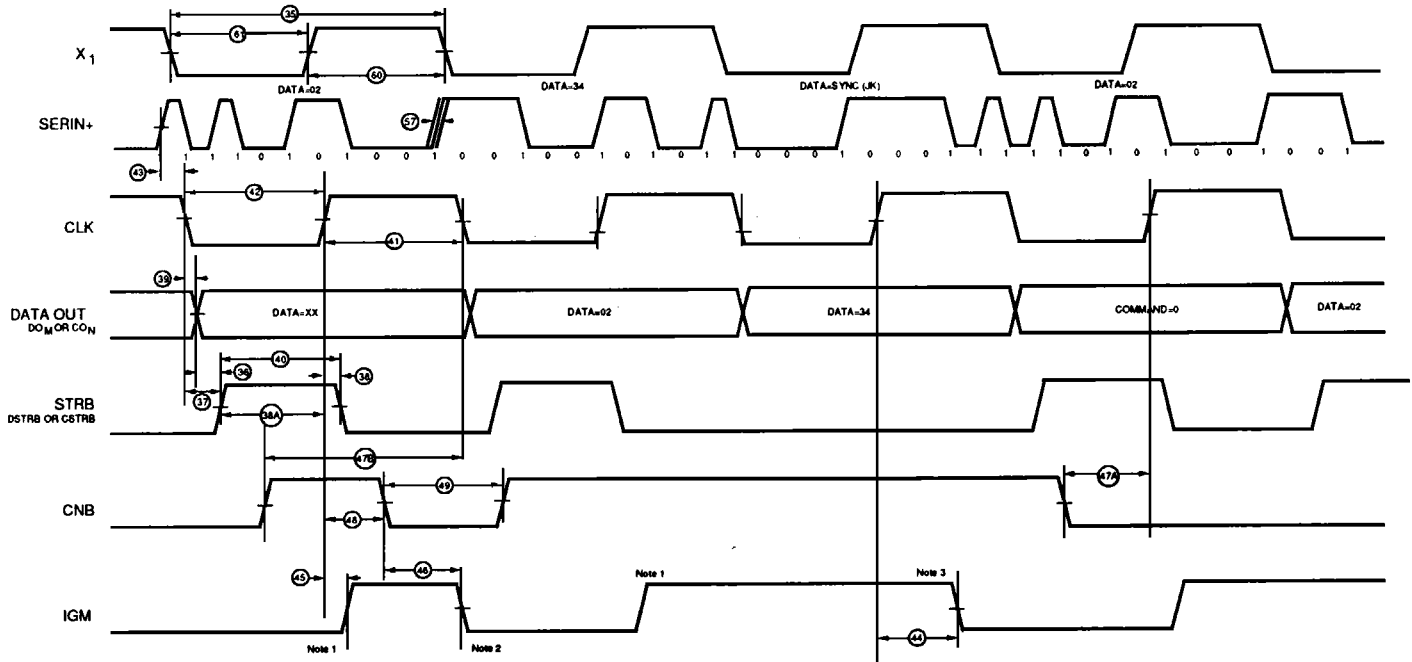 35
61
X1
60
DATA=02
DATA=34
DATA=SYNC (JK)
DATA=02
SERIN+
57
1 1 1 0 1 0 1 0 0 1 0 0 1 0 0 1 0 1 0 1 1 0 0 0 1 0 0 0 1 1 1 1 0 1 0 1 0 0 1 0 0 1
43
42
CLK
41
39
DATA OUT
DOM OR CON
DATA=XX
DATA=02
DATA=34
COMMAND=0
DATA=02
40
36
38
37
STRB
DSTRB OR CSTRB
38A
47B
47A
49
CNB
48
45
46
Note 1
Note 3
IGM
44
Note 1
Note 2